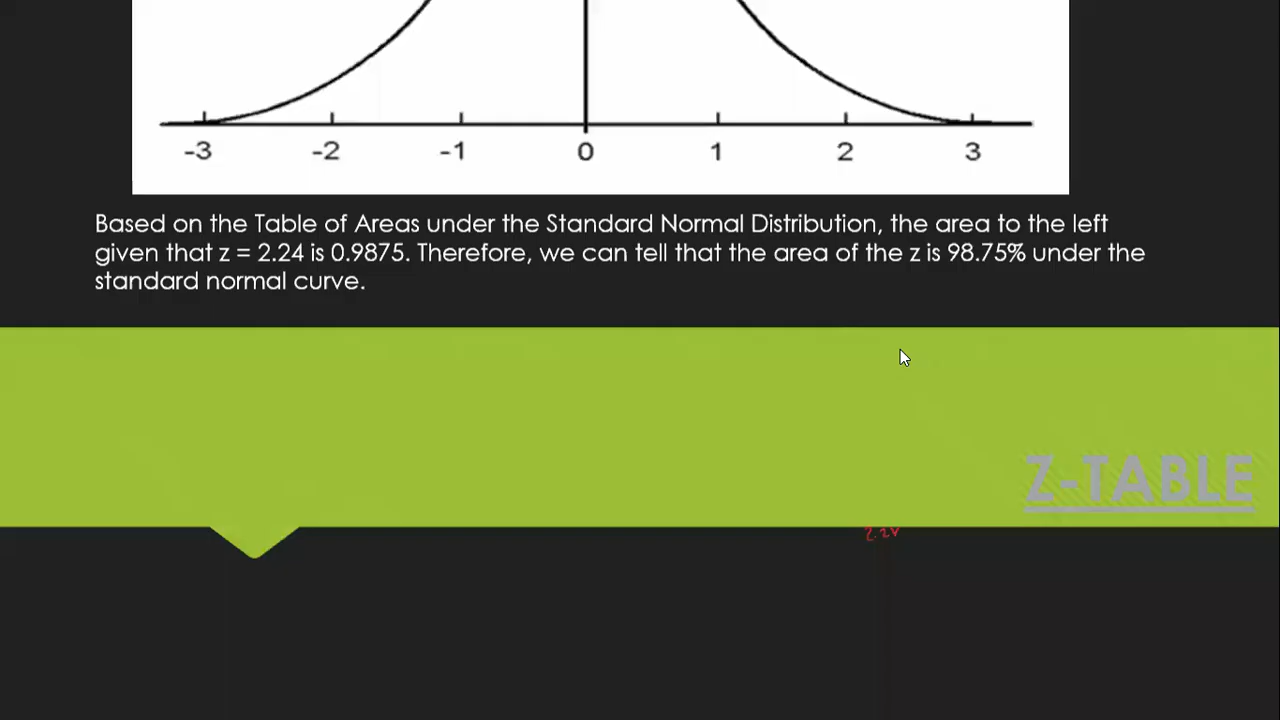 -3 -2 -1 0 1 2 3
Based on the Table of Areas under the Standard Normal Distribution, the area to the left
given that z = 2.24 is 0.9875. Therefore, we can tell that the area of the z is 98.75% under the
standard normal curve.
Z-TABLE